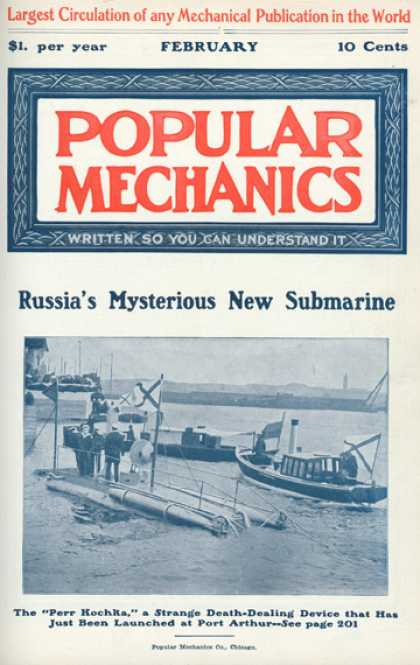 Largest Circulation of any Mechanical Publication in the World
$1. per year FEBRUARY 10 Cents
POPULAR
MECHANICS
WRITTEN SO YOU CAN UNDERSTAND IT
Russia's Mysterious New Submarine
The "Perr Kochka," a Strange Death-Dealing Device that Has
Just Been Launched at Port Arthur--See page 201
Popular Mechanics Co., Chicago.